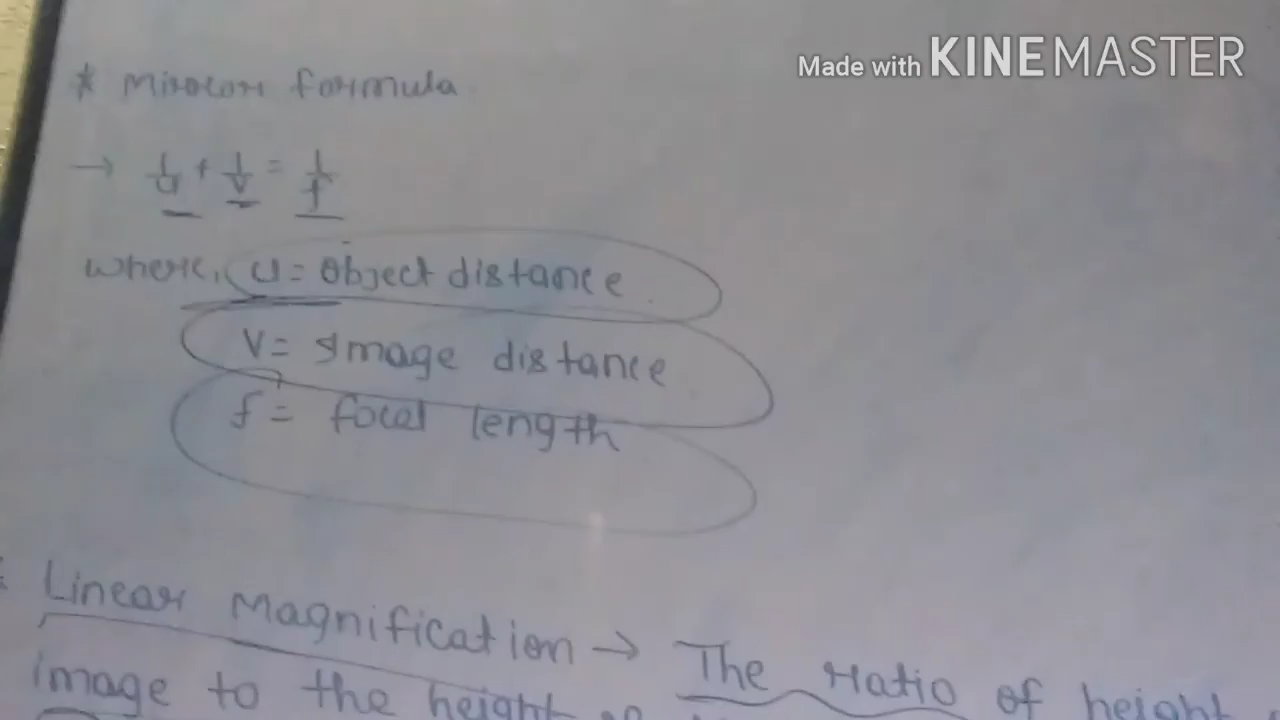 Made with KINEMASTER
* Mirror formula
→ 1/u + 1/v = 1/f
where, u = object distance
v = Image distance
f = focal length
Linear Magnification → The ratio of height
image to the height